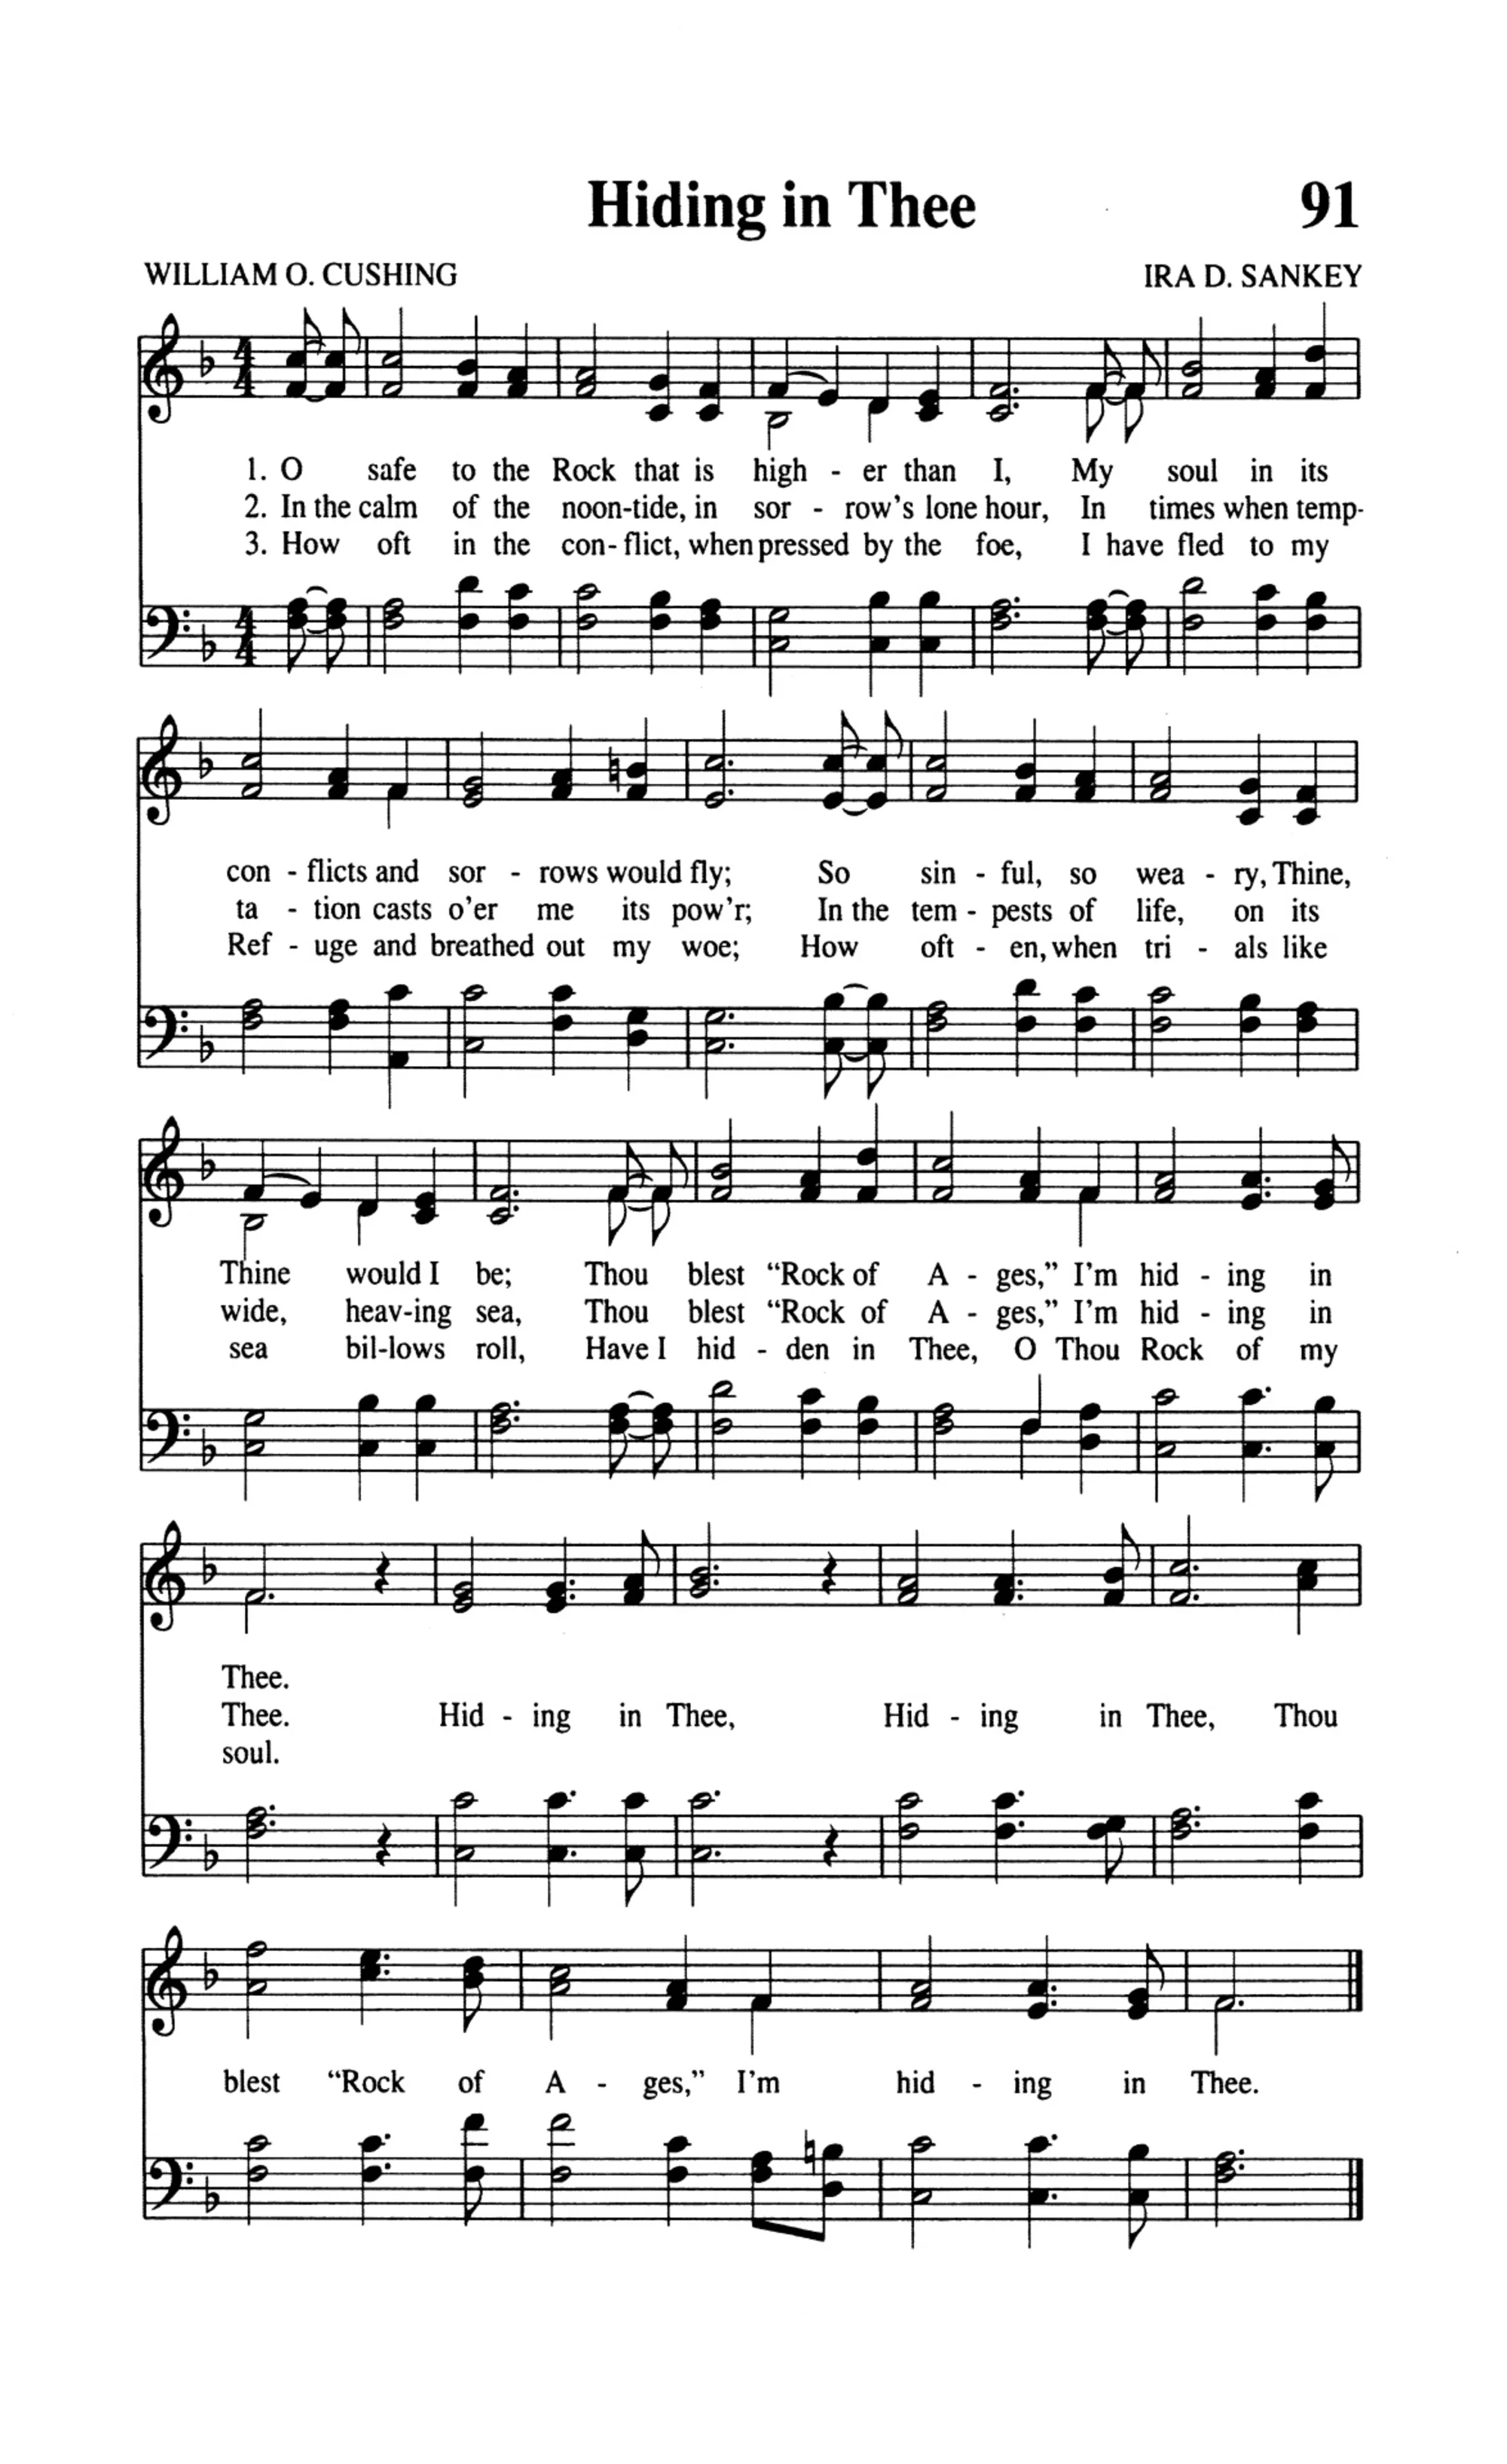 Hiding in Thee 91
WILLIAM O. CUSHING IRA D. SANKEY
4 4
1. O safe to the Rock that is high - er than I, My soul in its
2. In the calm of the noon-tide, in sor - row's lone hour, In times when temp-
3. How oft in the con - flict, when pressed by the foe, I have fled to my
4 4
con - flicts and sor - rows would fly; So sin - ful, so wea - ry, Thine,
ta - tion casts o'er me its pow'r; In the tem - pests of life, on its
Ref - uge and breathed out my woe; How oft - en, when tri - als like
Thine would I be; Thou blest “Rock of A - ges,” I'm hid - ing in
wide, heav-ing sea, Thou blest “Rock of A - ges,” I'm hid - ing in
sea bil-lows roll, Have I hid - den in Thee, O Thou Rock of my
Thee.
Thee. Hid - ing in Thee, Hid - ing in Thee, Thou
soul.
blest “Rock of A - ges,” I'm hid - ing in Thee.